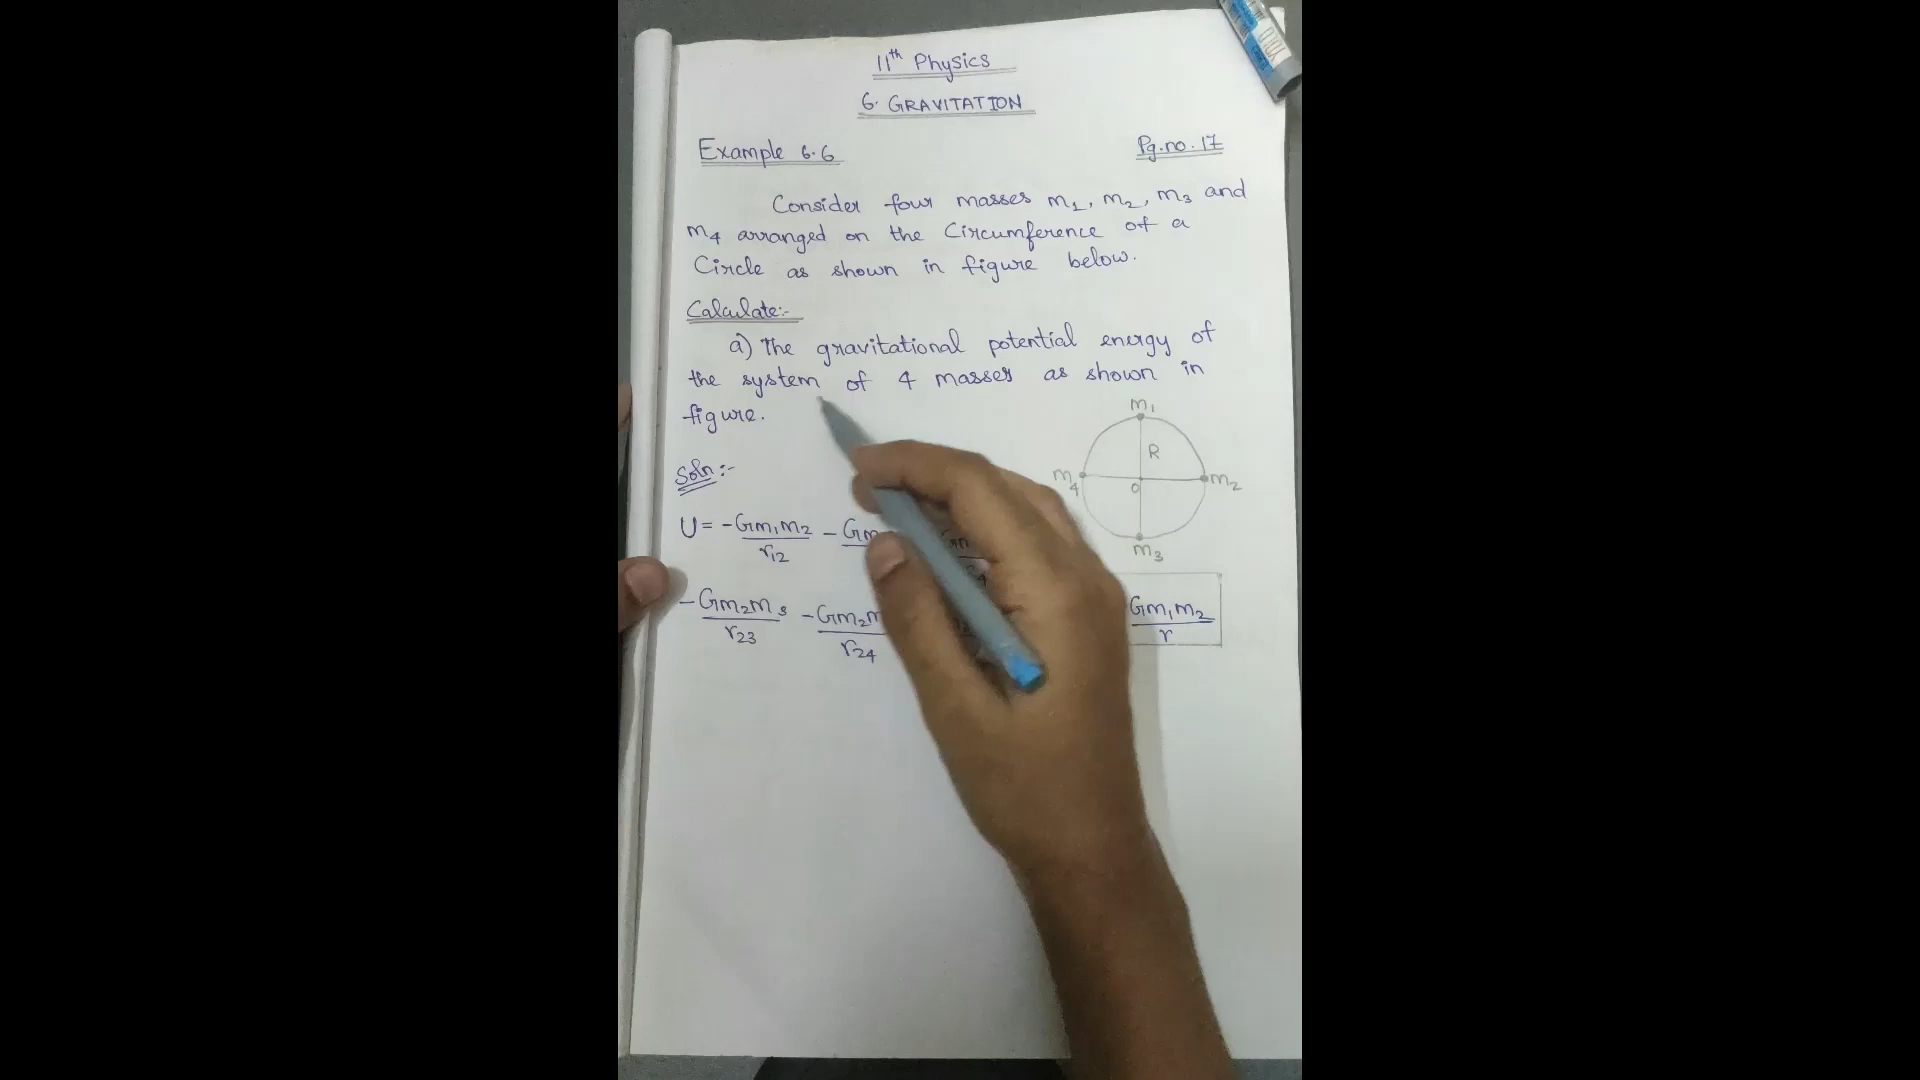 11th Physics
6. GRAVITATION
Example 6.6
Pg.no.17
Consider four masses m1, m2, m3 and
m4 arranged on the Circumference of a
Circle as shown in figure below.
Calculate:-
a) The gravitational potential energy of
the system of 4 masses as shown in
figure.
m1
R
m4
O
m2
m3
Soln:-
U = -Gm1m2/r12 - Gm
-Gm2m3/r23 -Gm2m /r24
Gm1m2/r